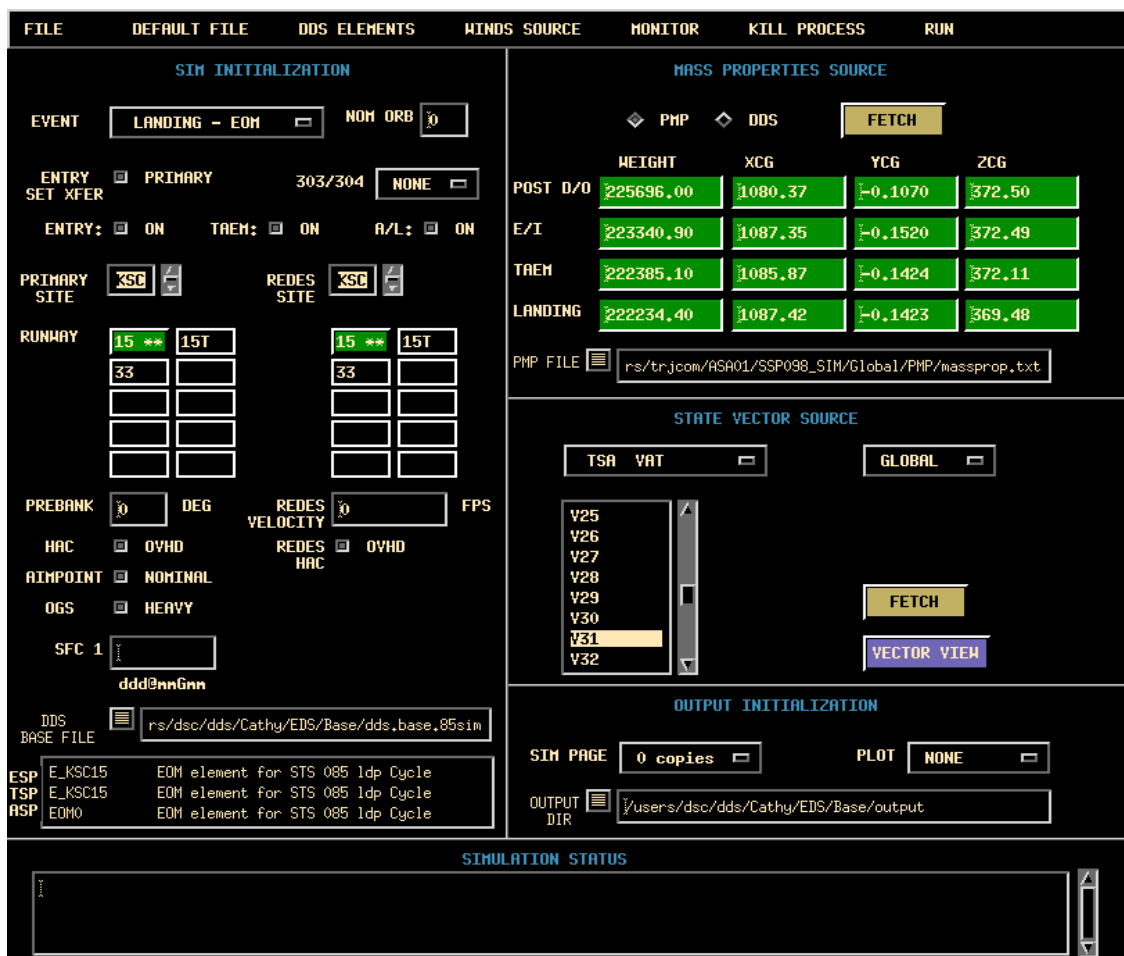 FILE DEFAULT FILE DDS ELEMENTS WINDS SOURCE MONITOR KILL PROCESS RUN
SIM INITIALIZATION
EVENT LANDING - EOM NOM ORB 0
ENTRY SET XFER PRIMARY 303/304 NONE
ENTRY: ON TAEM: ON A/L: ON
PRIMARY SITE KSC REDES SITE KSC
RUNWAY 15 ** 15T 15 ** 15T
33 33
PREBANK 0 DEG REDES VELOCITY 0 FPS
HAC OVHD REDES HAC OVHD
AIMPOINT NOMINAL
OGS HEAVY
SFC 1
ddd@mmGmm
DDS BASE FILE rs/dsc/dds/Cathy/EDS/Base/dds.base.85sim
ESP E_KSC15 EOM element for STS 085 ldp Cycle
TSP E_KSC15 EOM element for STS 085 ldp Cycle
ASP EOM0 EOM element for STS 085 ldp Cycle
MASS PROPERTIES SOURCE
PMP DDS FETCH
WEIGHT XCG YCG ZCG
POST D/O 225696.00 1080.37 -0.1070 372.50
E/I 223340.90 1087.35 -0.1520 372.49
TAEM 222385.10 1085.87 -0.1424 372.11
LANDING 222234.40 1087.42 -0.1423 369.48
PMP FILE rs/trjcom/ASA01/SSP098_SIM/Global/PMP/massprop.txt
STATE VECTOR SOURCE
TSA VAT GLOBAL
V25
V26
V27
V28
V29
V30
V31
V32
FETCH
VECTOR VIEW
OUTPUT INITIALIZATION
SIM PAGE 0 copies PLOT NONE
OUTPUT DIR /users/dsc/dds/Cathy/EDS/Base/output
SIMULATION STATUS